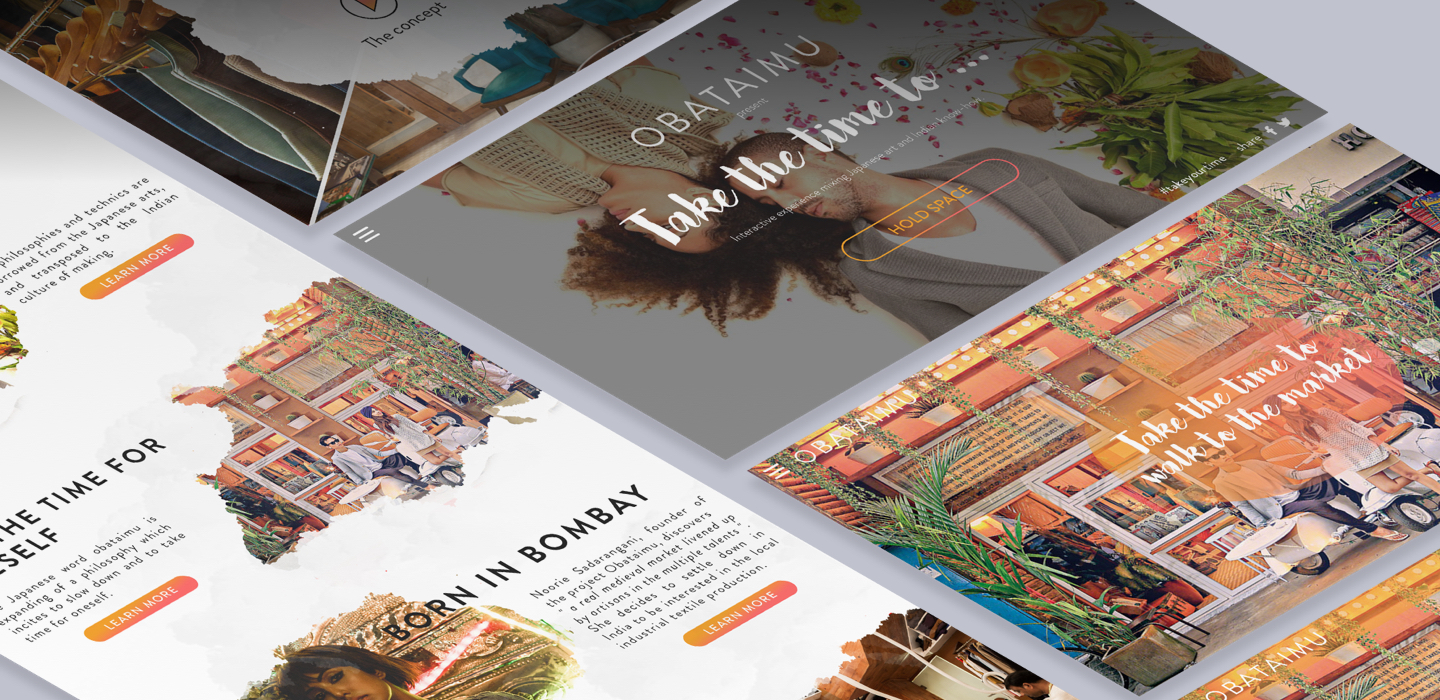 The concept
philosophies and technics are
borrowed from the Japanese arts,
and transposed to the Indian
culture of making.
LEARN MORE
OBATAIMU
present
Take the time to ...
Interactive experience mixing Japanese art and Indian know-how
HOLD SPACE
#takeyourtime share
OBATAIMU
Take the time to
walk to the market
THE TIME FOR
ESELF
Japanese word obataimu is
expanding of a philosophy which
incites to slow down and to take
time for oneself.
LEARN MORE
BORN IN BOMBAY
Noorie Sadarangani, founder of
the project Obataimu, discovers
" a real medieval market livened up
by artisons in the multiple talents".
She decides to settle down in
India to be interested in the local
industrial textile production.
LEARN MORE
OBATAIMU